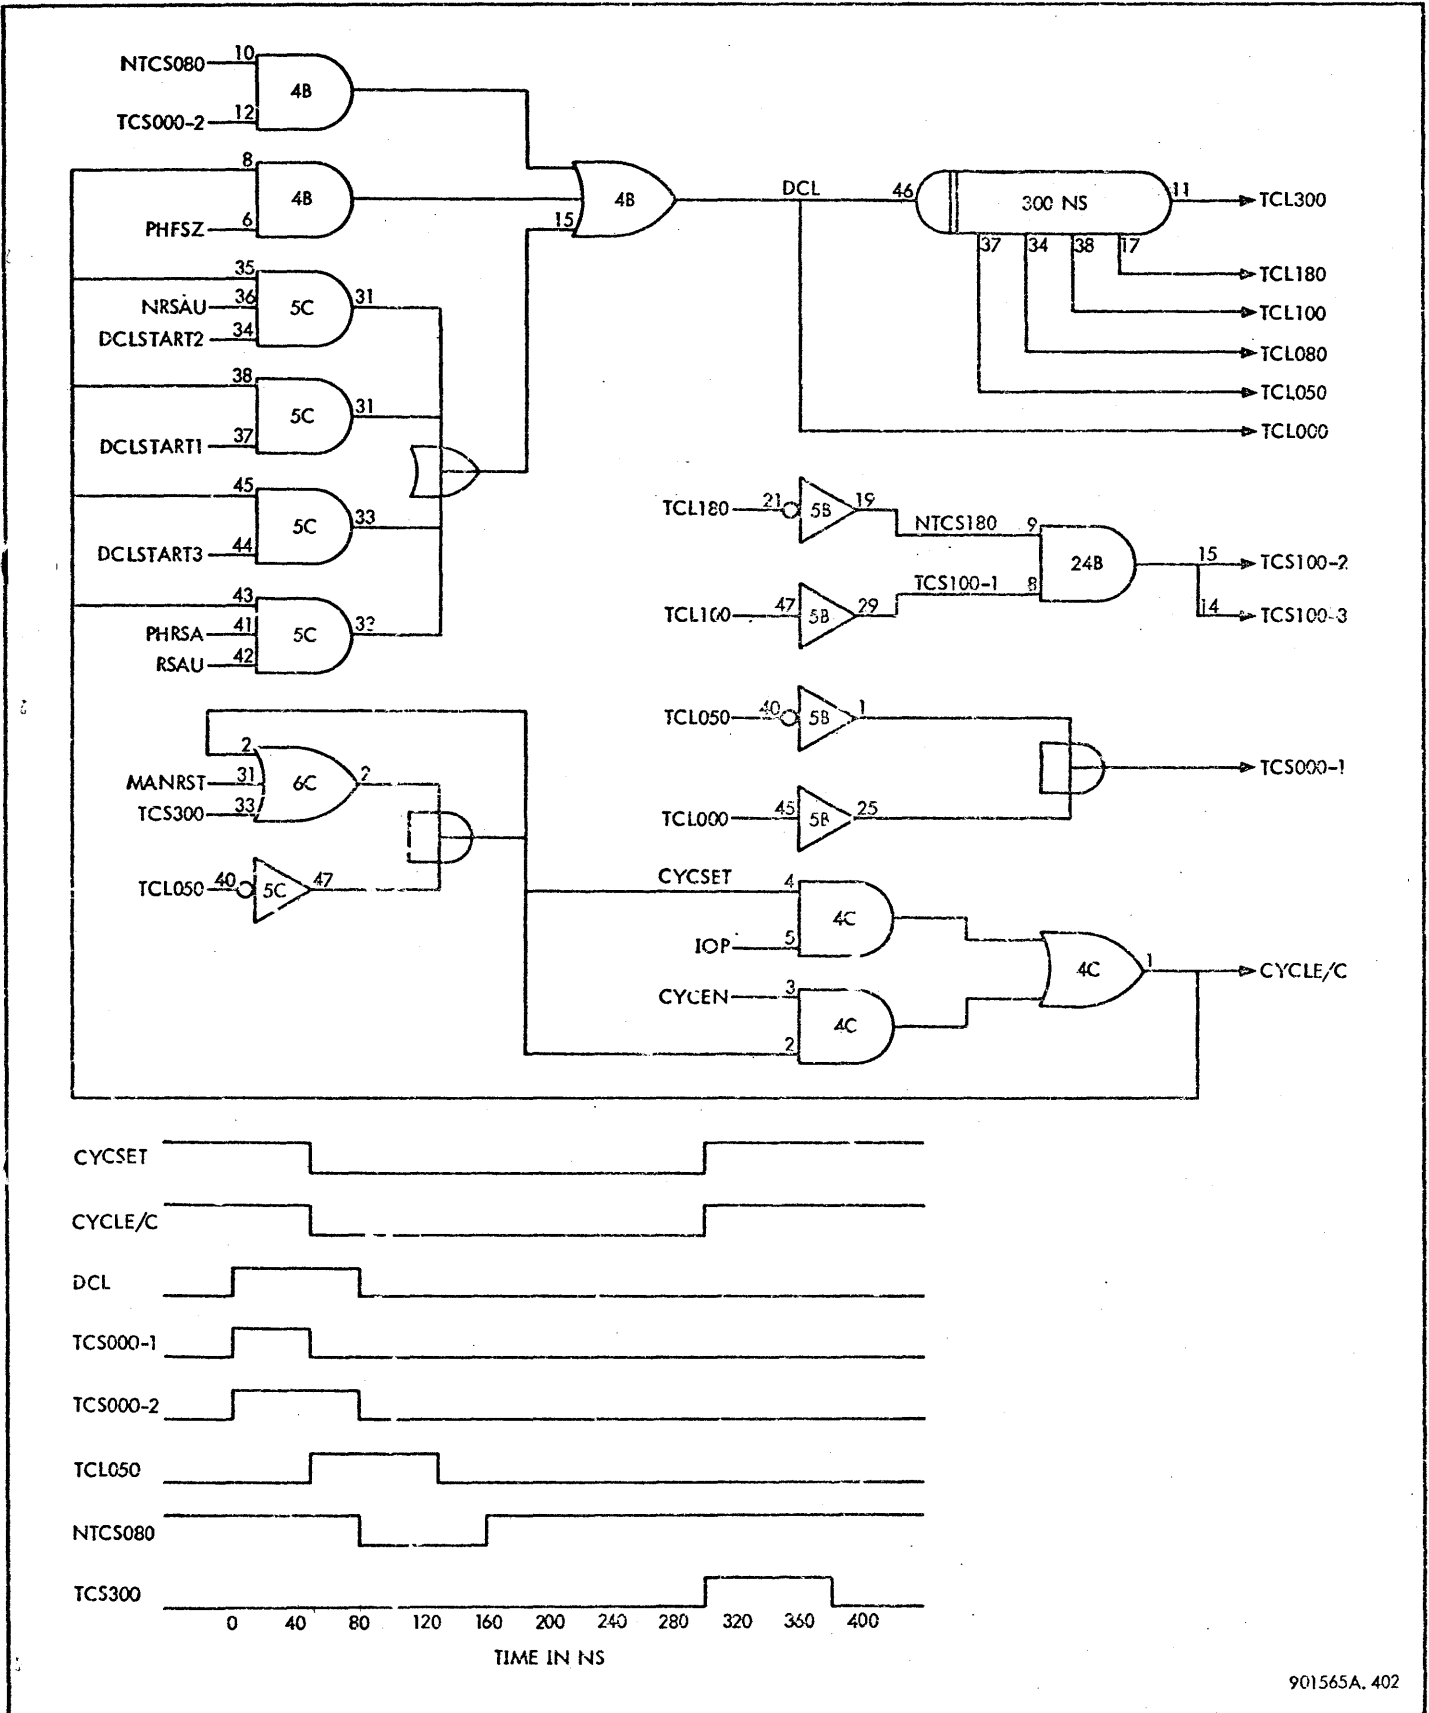 10
NTCS080
4B
12
TCS000-2
8
4B
6
PHFSZ
4B
15
DCL
46
300 NS
11
TCL300
37
34
38
17
TCL180
TCL100
TCL080
TCL050
TCL000
35
NRSAU 36
5C
31
DCLSTART2 34
38
5C
31
DCLSTART1 37
45
5C
33
DCLSTART3 44
43
PHRSA 41
5C
33
RSAU 42
TCL180 21
5B
19
NTCS180
9
24B
15
TCS100-2
TCL100 47
5B
29
TCS100-1
8
14
TCS100-3
TCL050 40
5B
1
TCS000-1
TCL000 45
5B
25
2
MANRST 31
6C
2
TCS300 33
TCL050 40
5C
47
CYCSET
4
4C
IOP
5
CYCEN
3
4C
2
4C
1
CYCLE/C
CYCSET
CYCLE/C
DCL
TCS000-1
TCS000-2
TCL050
NTCS080
TCS300
0 40 80 120 160 200 240 280 320 360 400
TIME IN NS
901565A. 402